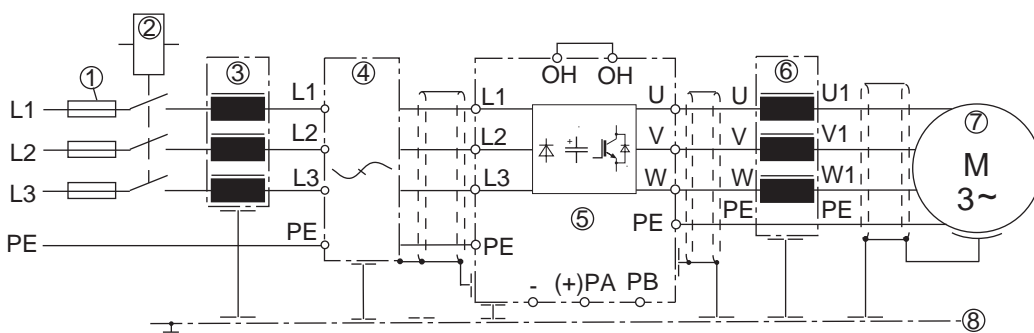 ②
① ③ ④ OH OH ⑥
L1 L1 L1 U U U1 ⑦
L2 L2 L2 V V V1 M
L3 L3 L3 W W W1 3~
⑤
PE PE PE PE PE PE
- (+)PA PB
⑧